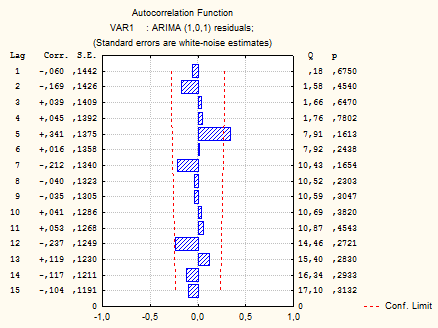 Autocorrelation Function
VAR1 : ARIMA (1,0,1) residuals;
(Standard errors are white-noise estimates)
Lag Corr. S.E. Q p
1 -,060 ,1442 ,18 ,6750
2 -,169 ,1426 1,58 ,4540
3 +,039 ,1409 1,66 ,6470
4 +,045 ,1392 1,76 ,7802
5 +,341 ,1375 7,91 ,1613
6 +,016 ,1358 7,92 ,2438
7 -,212 ,1340 10,43 ,1654
8 -,040 ,1323 10,52 ,2303
9 -,035 ,1305 10,59 ,3047
10 +,041 ,1286 10,69 ,3820
11 +,053 ,1268 10,87 ,4543
12 -,237 ,1249 14,46 ,2721
13 +,119 ,1230 15,40 ,2830
14 -,117 ,1211 16,34 ,2933
15 -,104 ,1191 17,10 ,3132
0 0
-1,0 -0,5 0,0 0,5 1,0
Conf. Limit